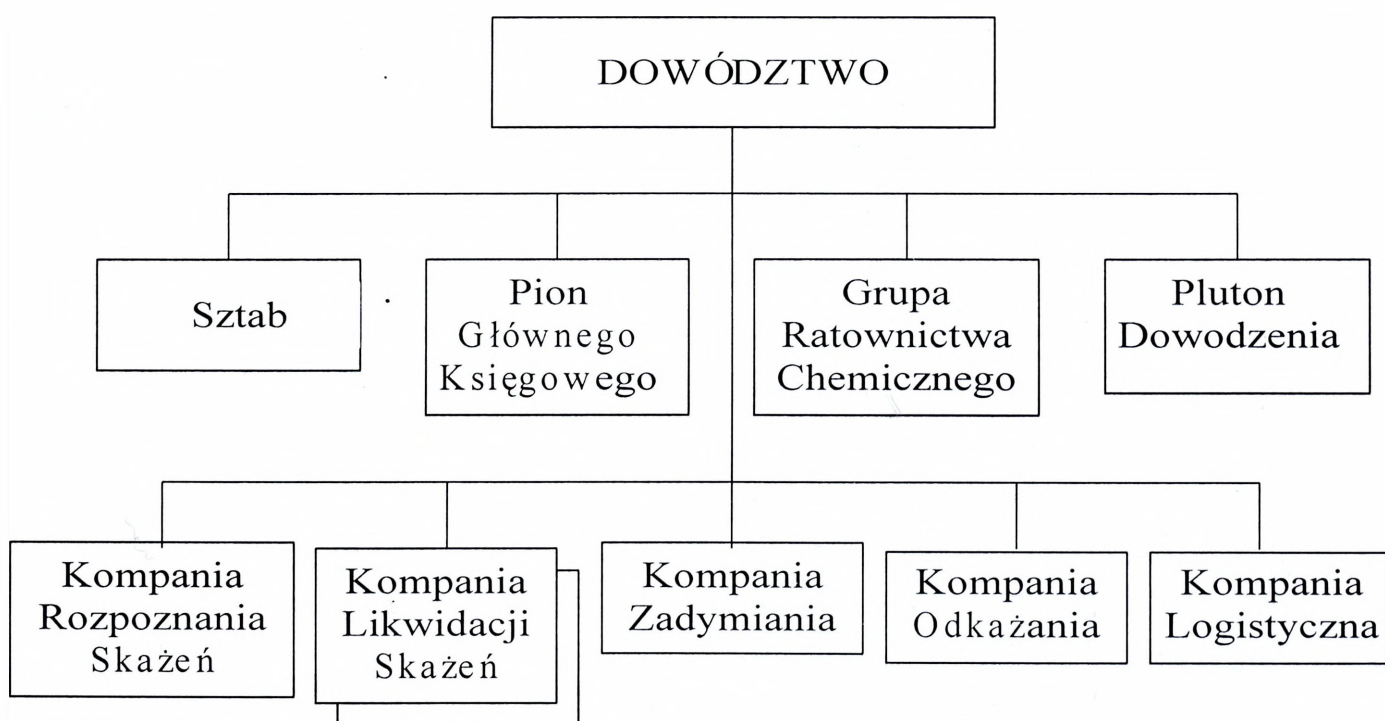 DOWÓDZTWO
Sztab
Pion
Głównego
Księgowego
Grupa
Ratownictwa
Chemicznego
Pluton
Dowodzenia
Kompania
Rozpoznania
Skażeń
Kompania
Likwidacji
Skażeń
Kompania
Zadymiania
Kompania
Odkażania
Kompania
Logistyczna